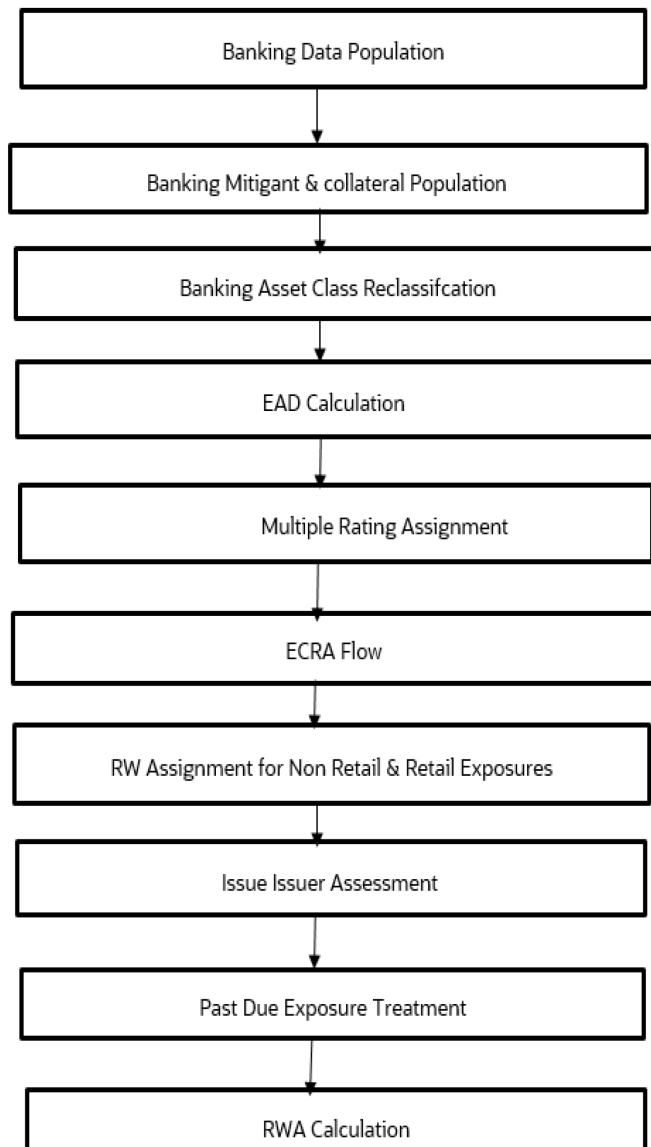 Banking Data Population
Banking Mitigant & collateral Population
Banking Asset Class Reclassifcation
EAD Calculation
Multiple Rating Assignment
ECRA Flow
RW Assignment for Non Retail & Retail Exposures
Issue Issuer Assessment
Past Due Exposure Treatment
RWA Calculation